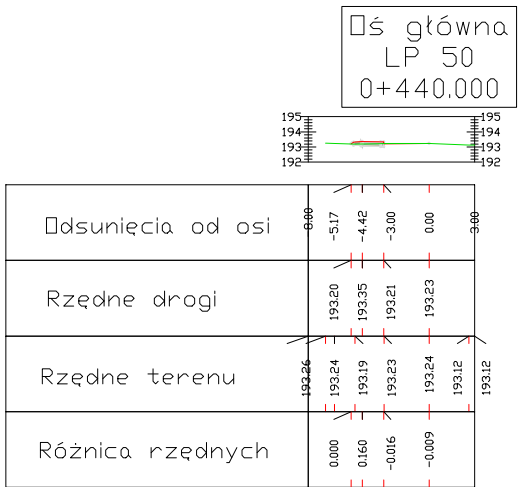 ▯ś główna
LP 50
0+440.000
195 195
194 194
193 193
192 192
▯dsunięcia od osi 8.00 -5.17 -4.42 -3.00 0.00 3.00
Rzędne drogi 193.20 193.35 193.21 193.23
Rzędne terenu 193.26 193.24 193.19 193.23 193.24 193.12 193.12
Różnica rzędnych 0.000 0.160 -0.016 -0.009